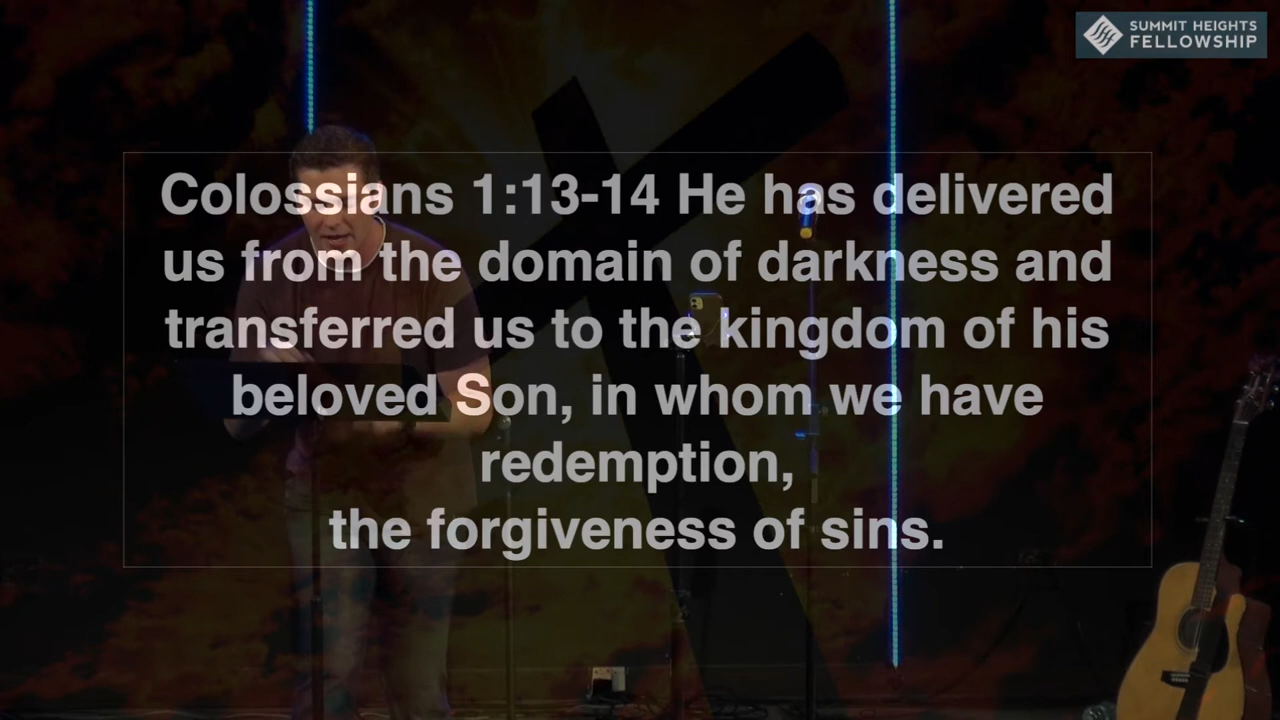 SUMMIT HEIGHTS
FELLOWSHIP
Colossians 1:13-14 He has delivered
us from the domain of darkness and
transferred us to the kingdom of his
beloved Son, in whom we have
redemption,
the forgiveness of sins.